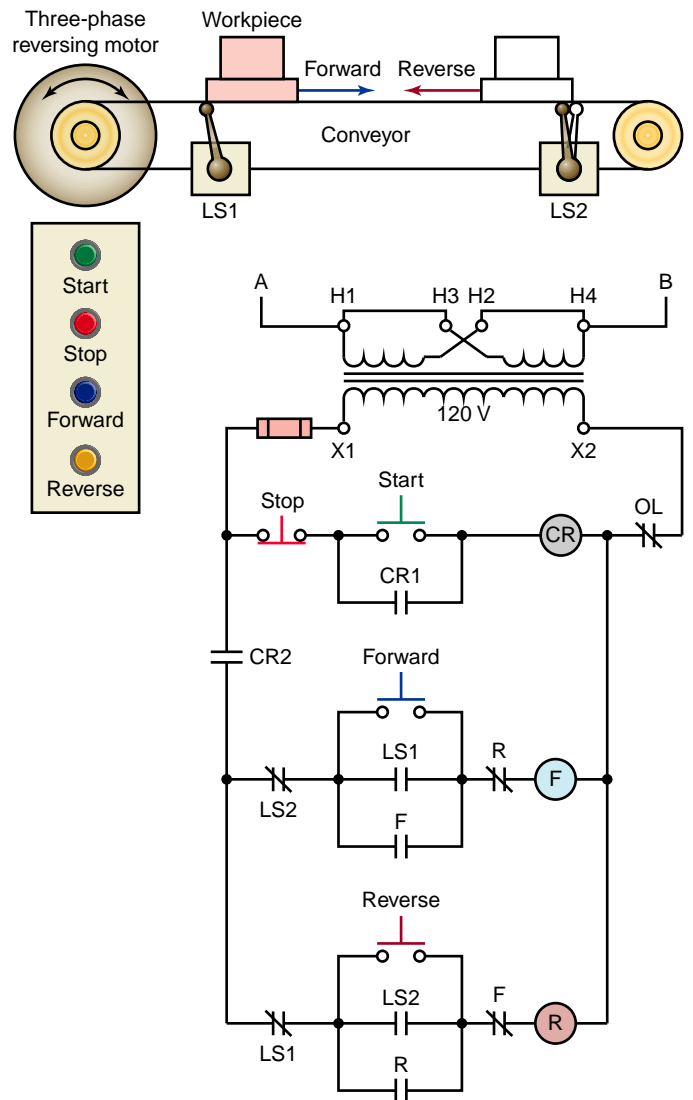 Three-phase
reversing motor
Workpiece
Forward
Reverse
Conveyor
LS1
LS2
Start
Stop
Forward
Reverse
A
H1
H3
H2
H4
B
120 V
X1
X2
Stop
Start
OL
CR
CR1
CR2
Forward
LS1
R
F
LS2
F
Reverse
LS2
F
R
LS1
R